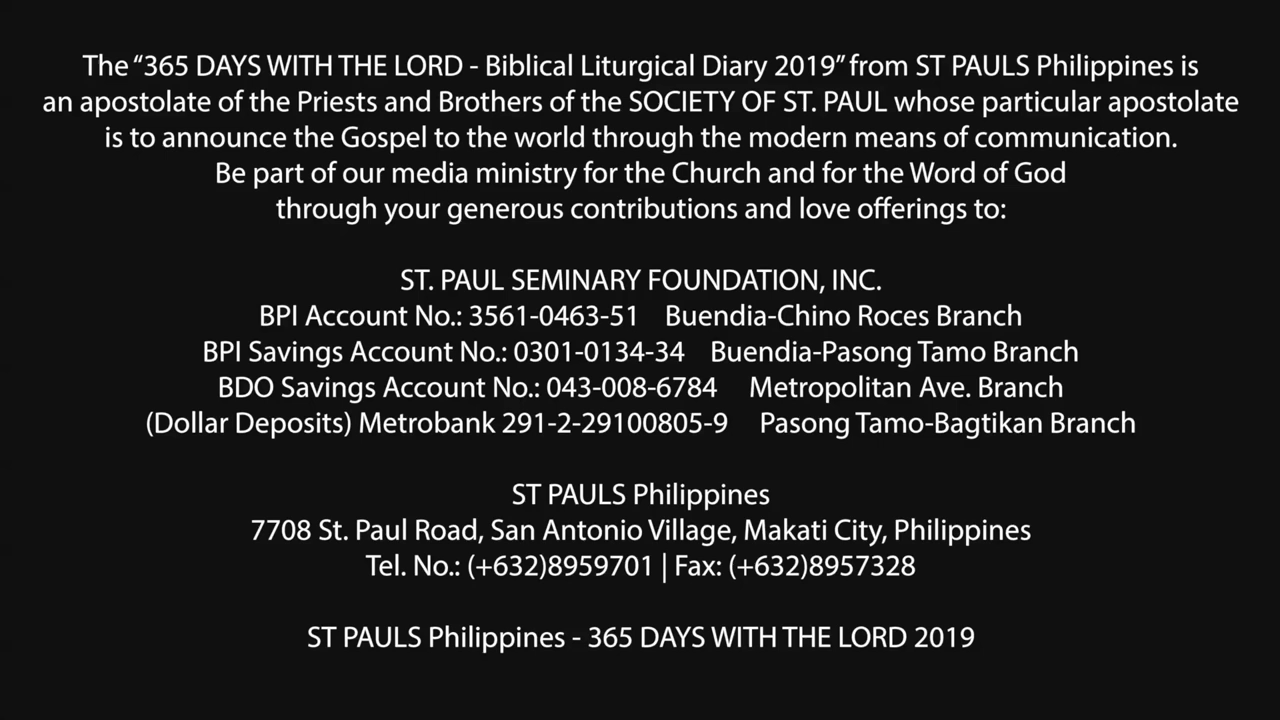 The “365 DAYS WITH THE LORD - Biblical Liturgical Diary 2019” from ST PAULS Philippines is
an apostolate of the Priests and Brothers of the SOCIETY OF ST. PAUL whose particular apostolate
is to announce the Gospel to the world through the modern means of communication.
Be part of our media ministry for the Church and for the Word of God
through your generous contributions and love offerings to:
ST. PAUL SEMINARY FOUNDATION, INC.
BPI Account No.: 3561-0463-51 Buendia-Chino Roces Branch
BPI Savings Account No.: 0301-0134-34 Buendia-Pasong Tamo Branch
BDO Savings Account No.: 043-008-6784 Metropolitan Ave. Branch
(Dollar Deposits) Metrobank 291-2-29100805-9 Pasong Tamo-Bagtikan Branch
ST PAULS Philippines
7708 St. Paul Road, San Antonio Village, Makati City, Philippines
Tel. No.: (+632)8959701 | Fax: (+632)8957328
ST PAULS Philippines - 365 DAYS WITH THE LORD 2019